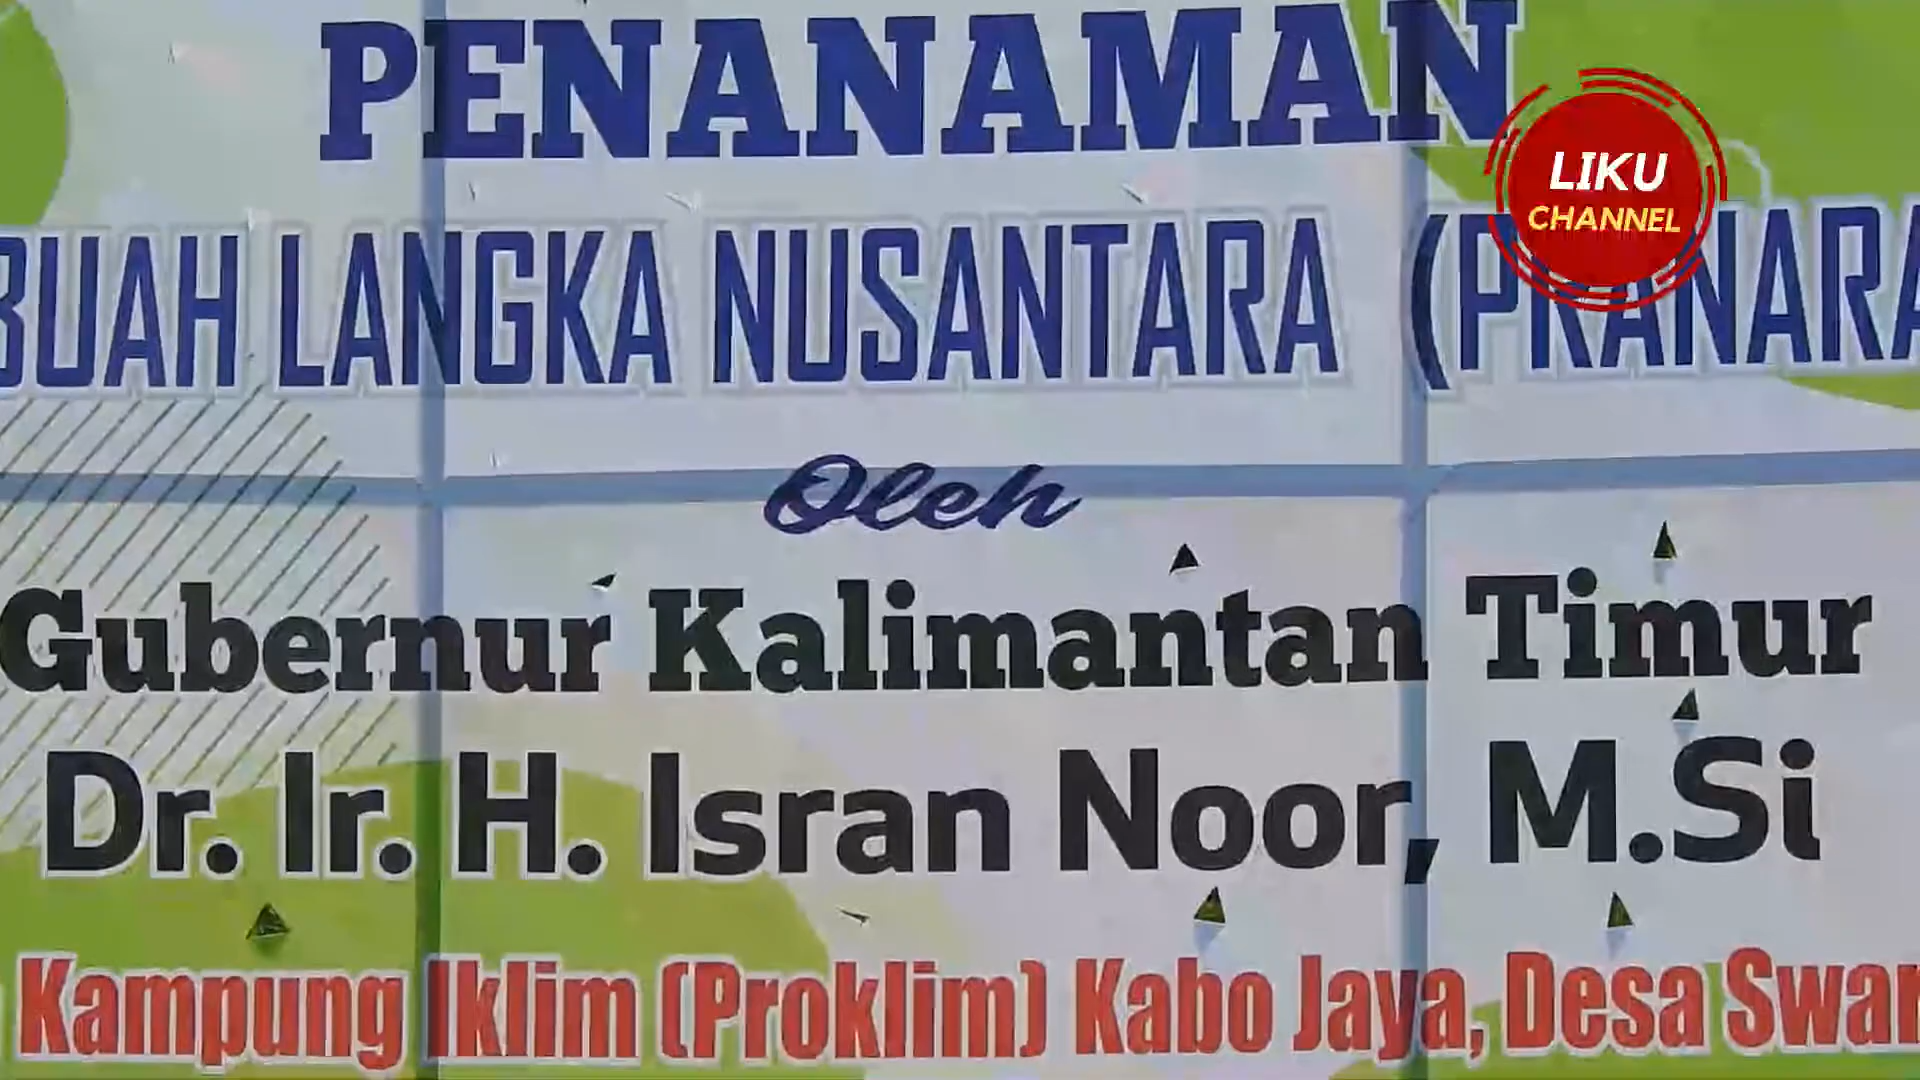 PENANAMAN
BUAH LANGKA NUSANTARA (PRANARA
Oleh
Gubernur Kalimantan Timur
Dr. Ir. H. Isran Noor, M.Si
Kampung Iklim (Proklim) Kabo Jaya, Desa Swar
LIKU
CHANNEL